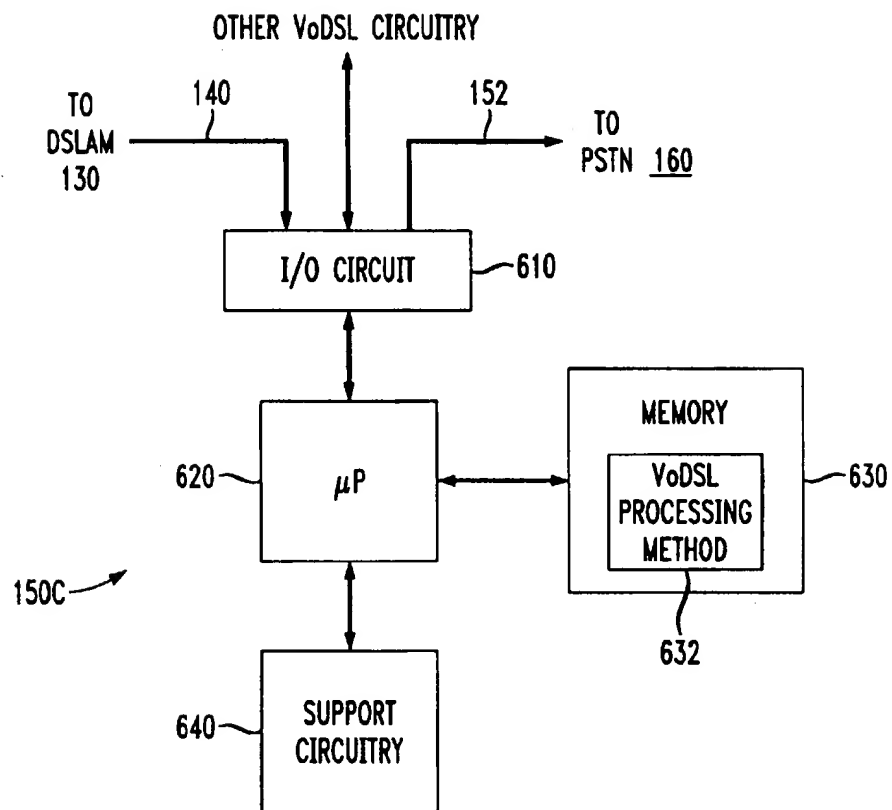 OTHER VoDSL CIRCUITRY
TO
DSLAM
130
140
152
TO
PSTN 160
I/O CIRCUIT
610
620
μP
MEMORY
VoDSL
PROCESSING
METHOD
630
632
150C
640
SUPPORT
CIRCUITRY